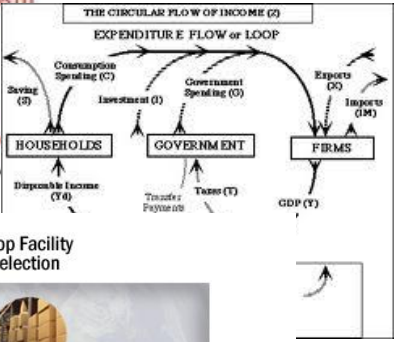 THE CIRCULAR FLOW OF INCOME (2)
EXPENDITURE FLOW or LOOP
Consumption
Spending (C)
Government
Spending (G)
Exports
(X)
Saving
(S)
Investment (I)
Imports
(IM)
HOUSEHOLDS
GOVERNMENT
FIRMS
Disposable Income
(Yd)
Transfer
Payments
Taxes (T)
GDP (Y)
op Facility
election